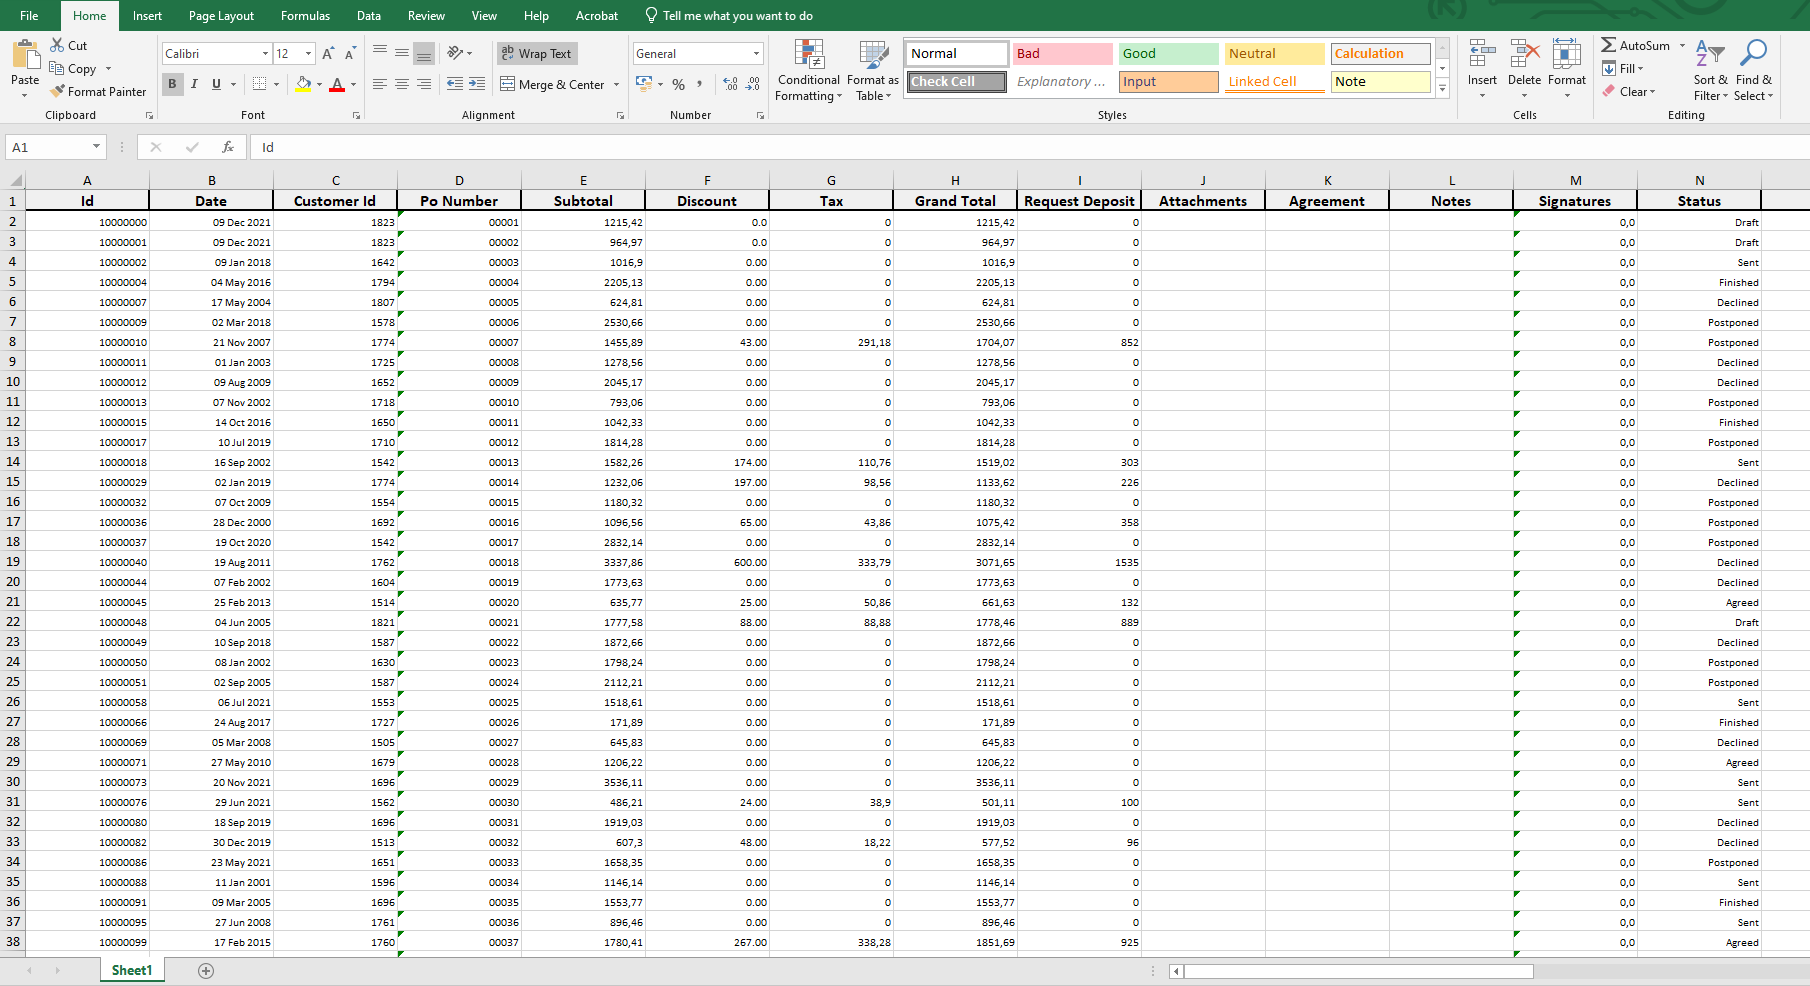 File Home Insert Page Layout Formulas Data Review View Help Acrobat Tell me what you want to do
Paste
Cut
Copy
Format Painter
Clipboard
Calibri 12
B I U
Font
Wrap Text
Merge & Center
Alignment
General
%
Number
Conditional Formatting
Format as Table
Normal Bad Good Neutral Calculation
Check Cell Explanatory ... Input Linked Cell Note
Styles
Insert Delete Format
Cells
AutoSum
Fill
Clear
Sort & Filter
Find & Select
Editing
A1 fx Id
A B C D E F G H I J K L M N
1 Id Date Customer Id Po Number Subtotal Discount Tax Grand Total Request Deposit Attachments Agreement Notes Signatures Status
2 10000000 09 Dec 2021 1823 00001 1215,42 0.0 0 1215,42 0 0,0 Draft
3 10000001 09 Dec 2021 1823 00002 964,97 0.0 0 964,97 0 0,0 Draft
4 10000002 09 Jan 2018 1642 00003 1016,9 0.00 0 1016,9 0 0,0 Sent
5 10000004 04 May 2016 1794 00004 2205,13 0.00 0 2205,13 0 0,0 Finished
6 10000007 17 May 2004 1807 00005 624,81 0.00 0 624,81 0 0,0 Declined
7 10000009 02 Mar 2018 1578 00006 2530,66 0.00 0 2530,66 0 0,0 Postponed
8 10000010 21 Nov 2007 1774 00007 1455,89 43.00 291,18 1704,07 852 0,0 Postponed
9 10000011 01 Jan 2003 1725 00008 1278,56 0.00 0 1278,56 0 0,0 Declined
10 10000012 09 Aug 2009 1652 00009 2045,17 0.00 0 2045,17 0 0,0 Declined
11 10000013 07 Nov 2002 1718 00010 793,06 0.00 0 793,06 0 0,0 Postponed
12 10000015 14 Oct 2016 1650 00011 1042,33 0.00 0 1042,33 0 0,0 Finished
13 10000017 10 Jul 2019 1710 00012 1814,28 0.00 0 1814,28 0 0,0 Postponed
14 10000018 16 Sep 2002 1542 00013 1582,26 174.00 110,76 1519,02 303 0,0 Sent
15 10000029 02 Jan 2019 1774 00014 1232,06 197.00 98,56 1133,62 226 0,0 Declined
16 10000032 07 Oct 2009 1554 00015 1180,32 0.00 0 1180,32 0 0,0 Postponed
17 10000036 28 Dec 2000 1692 00016 1096,56 65.00 43,86 1075,42 358 0,0 Postponed
18 10000037 19 Oct 2020 1542 00017 2832,14 0.00 0 2832,14 0 0,0 Postponed
19 10000040 19 Aug 2011 1762 00018 3337,86 600.00 333,79 3071,65 1535 0,0 Declined
20 10000044 07 Feb 2002 1604 00019 1773,63 0.00 0 1773,63 0 0,0 Declined
21 10000045 25 Feb 2013 1514 00020 635,77 25.00 50,86 661,63 132 0,0 Agreed
22 10000048 04 Jun 2005 1821 00021 1777,58 88.00 88,88 1778,46 889 0,0 Draft
23 10000049 10 Sep 2018 1587 00022 1872,66 0.00 0 1872,66 0 0,0 Declined
24 10000050 08 Jan 2002 1630 00023 1798,24 0.00 0 1798,24 0 0,0 Postponed
25 10000051 02 Sep 2005 1587 00024 2112,21 0.00 0 2112,21 0 0,0 Postponed
26 10000058 06 Jul 2021 1553 00025 1518,61 0.00 0 1518,61 0 0,0 Sent
27 10000066 24 Aug 2017 1727 00026 171,89 0.00 0 171,89 0 0,0 Finished
28 10000069 05 Mar 2008 1505 00027 645,83 0.00 0 645,83 0 0,0 Declined
29 10000071 27 May 2010 1679 00028 1206,22 0.00 0 1206,22 0 0,0 Agreed
30 10000073 20 Nov 2021 1696 00029 3536,11 0.00 0 3536,11 0 0,0 Sent
31 10000076 29 Jun 2021 1562 00030 486,21 24.00 38,9 501,11 100 0,0 Sent
32 10000080 18 Sep 2019 1696 00031 1919,03 0.00 0 1919,03 0 0,0 Declined
33 10000082 30 Dec 2019 1513 00032 607,3 48.00 18,22 577,52 96 0,0 Declined
34 10000086 23 May 2021 1651 00033 1658,35 0.00 0 1658,35 0 0,0 Postponed
35 10000088 11 Jan 2001 1596 00034 1146,14 0.00 0 1146,14 0 0,0 Sent
36 10000091 09 Mar 2005 1696 00035 1553,77 0.00 0 1553,77 0 0,0 Finished
37 10000095 27 Jun 2008 1761 00036 896,46 0.00 0 896,46 0 0,0 Sent
38 10000099 17 Feb 2015 1760 00037 1780,41 267.00 338,28 1851,69 925 0,0 Agreed
Sheet1